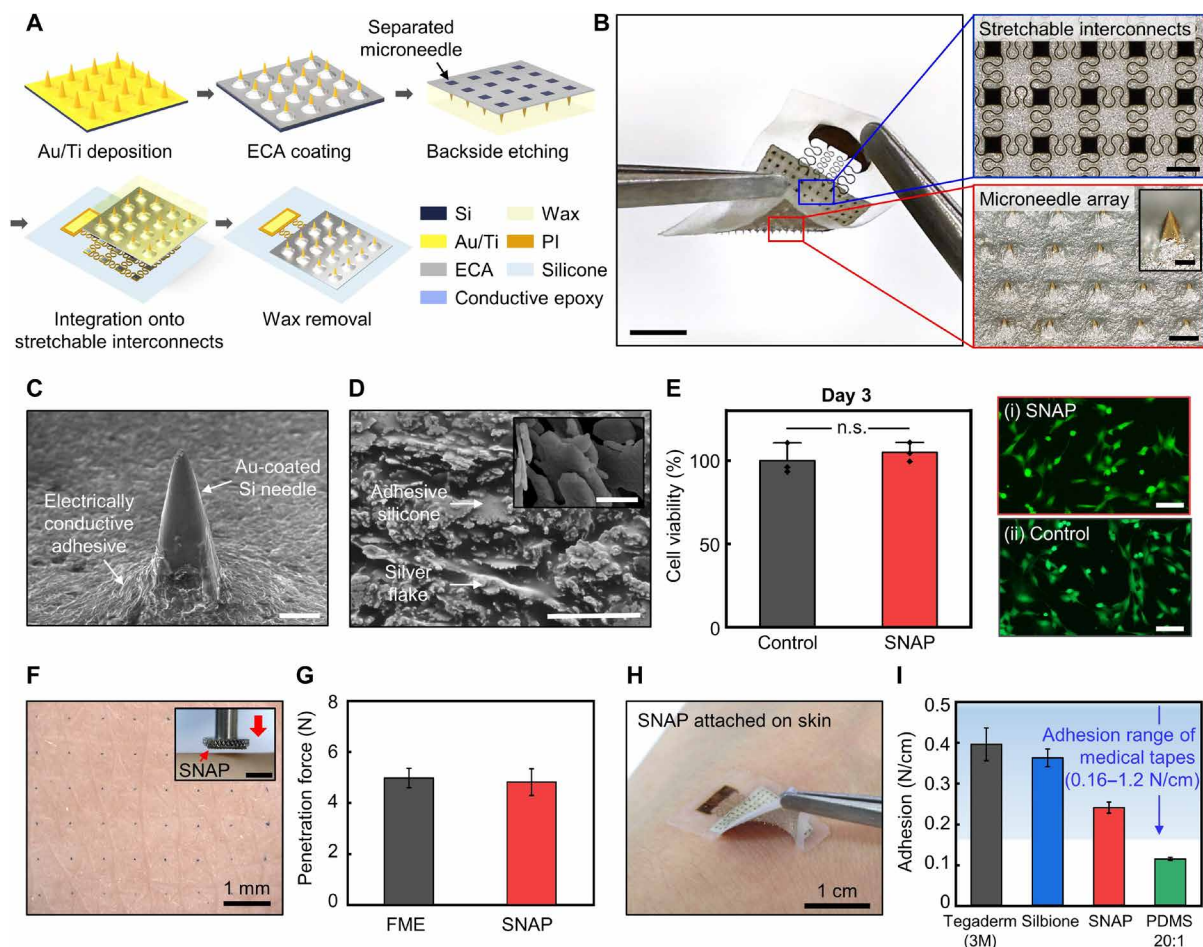 A
Separated
microneedle
Au/Ti deposition
ECA coating
Backside etching
Integration onto
stretchable interconnects
Wax removal
Si
Wax
Au/Ti
PI
ECA
Silicone
Conductive epoxy
B
Stretchable interconnects
Microneedle array
C
Au-coated
Si needle
Electrically
conductive
adhesive
D
Adhesive
silicone
Silver
flake
E
Day 3
n.s.
Cell viability (%)
100
50
0
Control
SNAP
(i) SNAP
(ii) Control
F
SNAP
1 mm
G
Penetration force (N)
8
6
4
2
0
FME
SNAP
H
SNAP attached on skin
1 cm
I
Adhesion (N/cm)
0.4
0.3
0.2
0.1
Adhesion range of
medical tapes
(0.16–1.2 N/cm)
Tegaderm
(3M)
Silbione
SNAP
PDMS
20:1